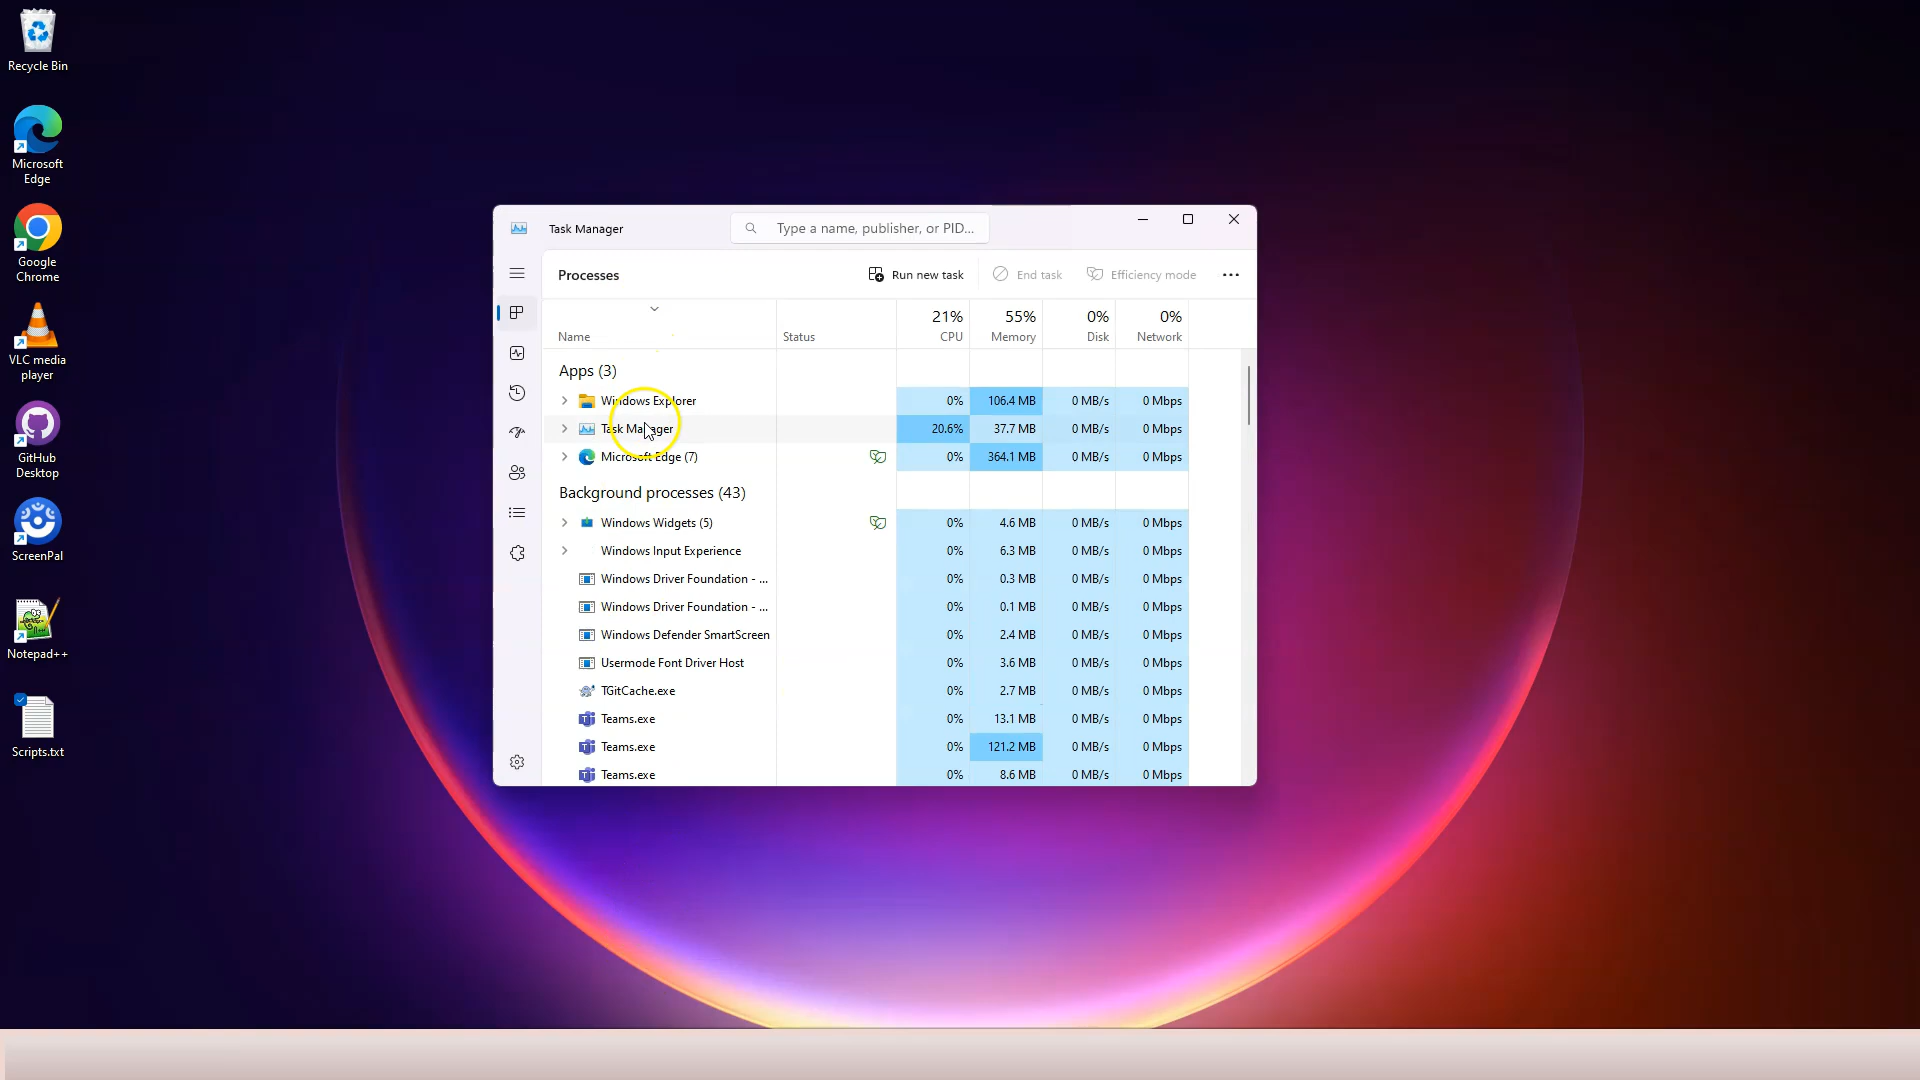 Recycle Bin
Microsoft
Edge
Google
Chrome
VLC media
player
GitHub
Desktop
ScreenPal
Notepad++
Scripts.txt
Task Manager
Type a name, publisher, or PID...
Processes
Run new task
End task
Efficiency mode
21% 55% 0% 0%
Name Status CPU Memory Disk Network
Apps (3)
Windows Explorer 0% 106.4 MB 0 MB/s 0 Mbps
Task Manager 20.6% 37.7 MB 0 MB/s 0 Mbps
Microsoft Edge (7) 0% 364.1 MB 0 MB/s 0 Mbps
Background processes (43)
Windows Widgets (5) 0% 4.6 MB 0 MB/s 0 Mbps
Windows Input Experience 0% 6.3 MB 0 MB/s 0 Mbps
Windows Driver Foundation - ... 0% 0.3 MB 0 MB/s 0 Mbps
Windows Driver Foundation - ... 0% 0.1 MB 0 MB/s 0 Mbps
Windows Defender SmartScreen 0% 2.4 MB 0 MB/s 0 Mbps
Usermode Font Driver Host 0% 3.6 MB 0 MB/s 0 Mbps
TGitCache.exe 0% 2.7 MB 0 MB/s 0 Mbps
Teams.exe 0% 13.1 MB 0 MB/s 0 Mbps
Teams.exe 0% 121.2 MB 0 MB/s 0 Mbps
Teams.exe 0% 8.6 MB 0 MB/s 0 Mbps